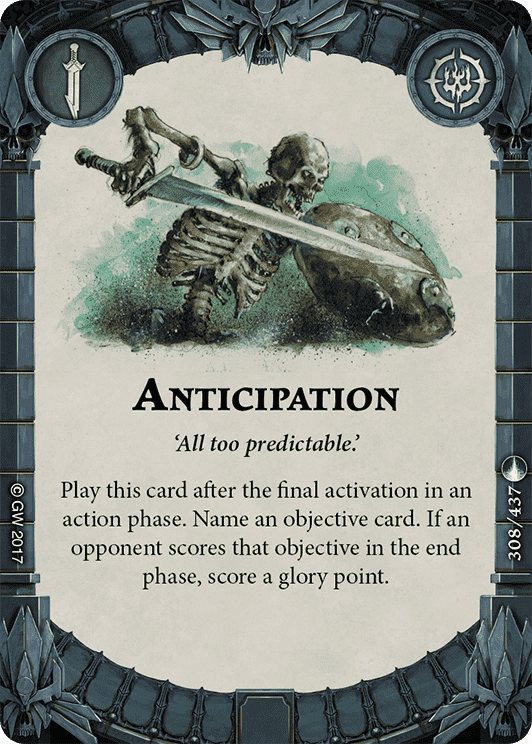 ANTICIPATION
‘All too predictable.’
Play this card after the final activation in an
action phase. Name an objective card. If an
opponent scores that objective in the end
phase, score a glory point.
© GW 2017
308/437